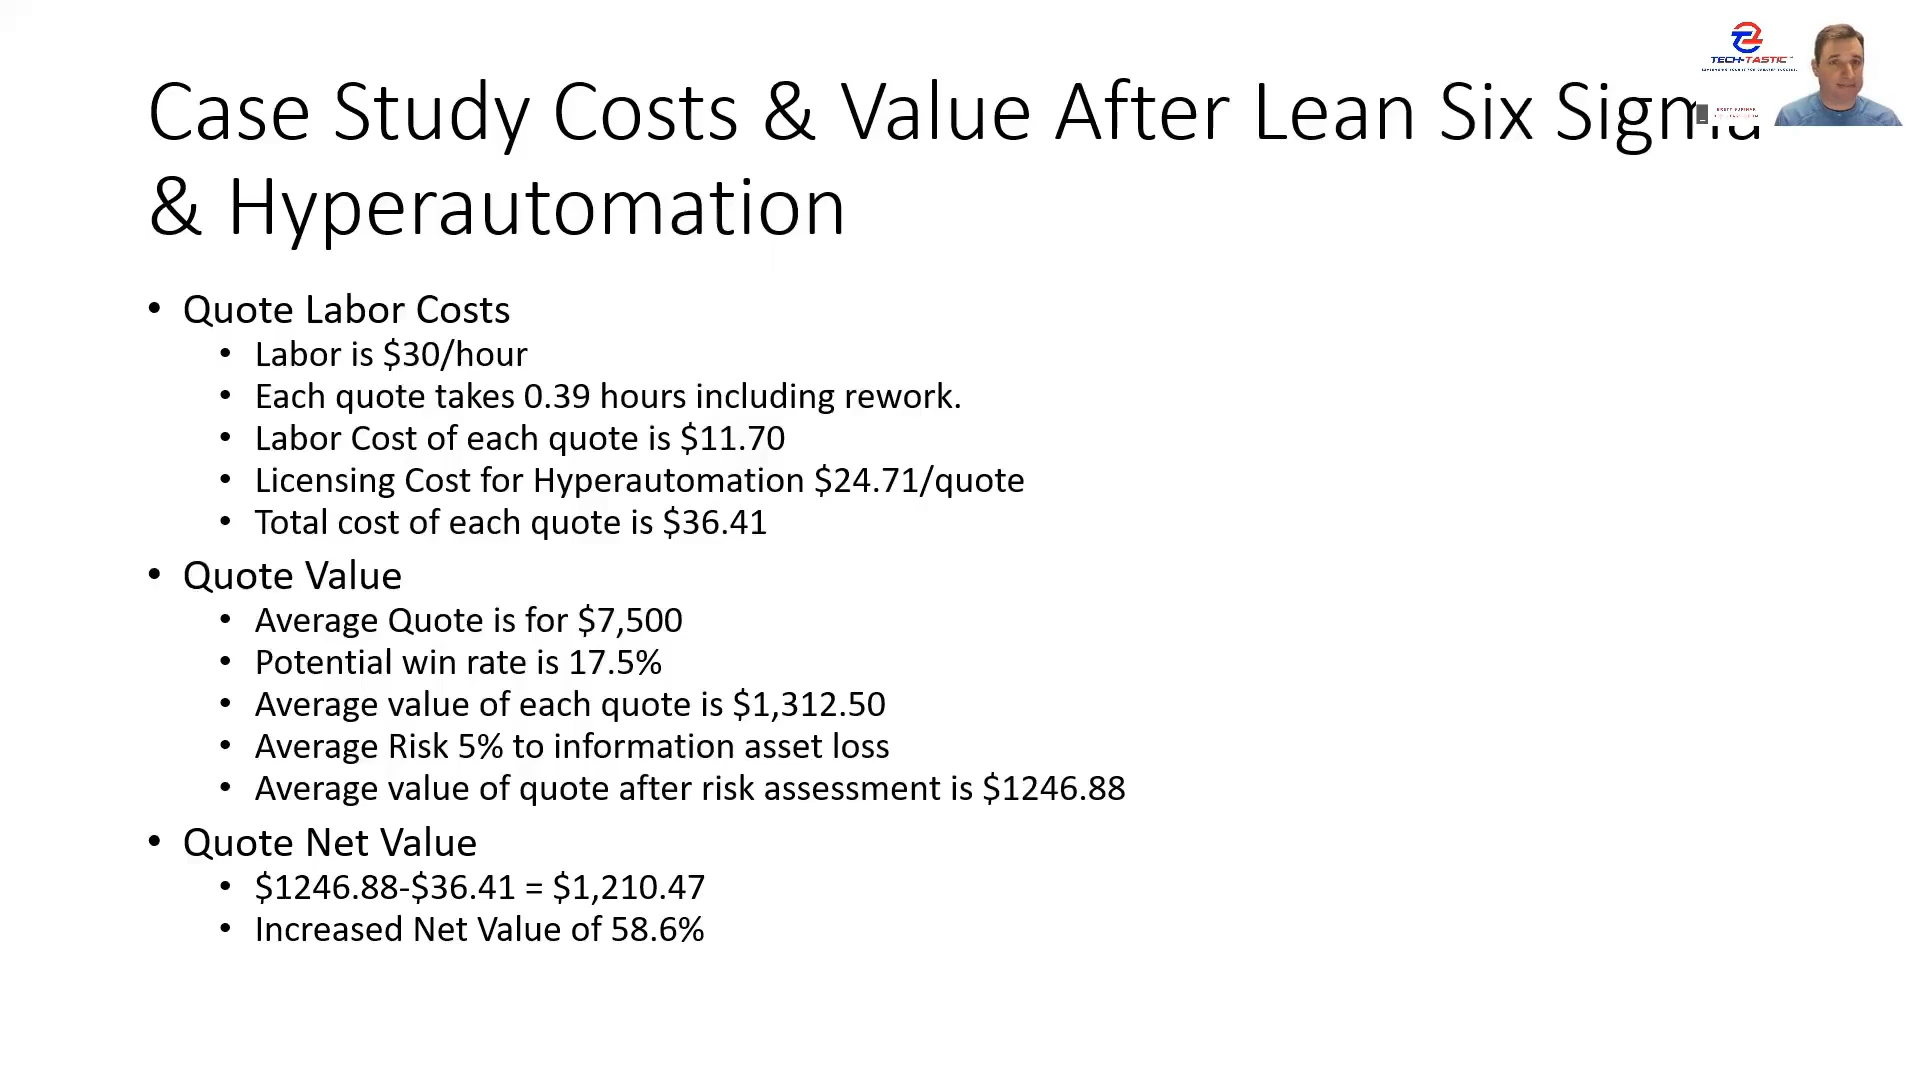 TECH-TASTIC
Case Study Costs & Value After Lean Six Sigma
& Hyperautomation
• Quote Labor Costs
• Labor is $30/hour
• Each quote takes 0.39 hours including rework.
• Labor Cost of each quote is $11.70
• Licensing Cost for Hyperautomation $24.71/quote
• Total cost of each quote is $36.41
• Quote Value
• Average Quote is for $7,500
• Potential win rate is 17.5%
• Average value of each quote is $1,312.50
• Average Risk 5% to information asset loss
• Average value of quote after risk assessment is $1246.88
• Quote Net Value
• $1246.88-$36.41 = $1,210.47
• Increased Net Value of 58.6%